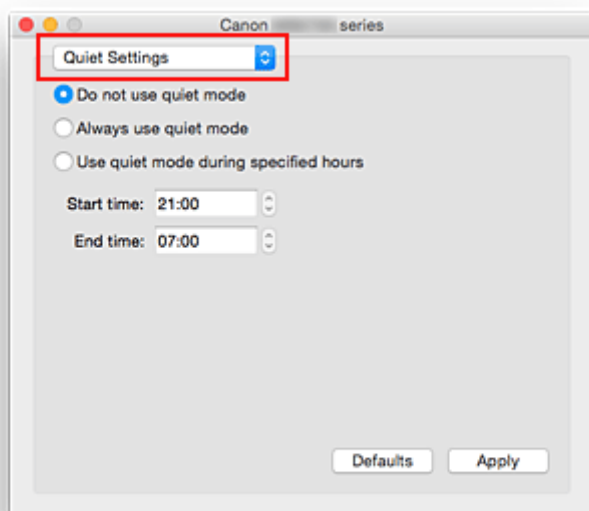 Canon series
Quiet Settings
Do not use quiet mode
Always use quiet mode
Use quiet mode during specified hours
Start time: 21:00
End time: 07:00
Defaults Apply